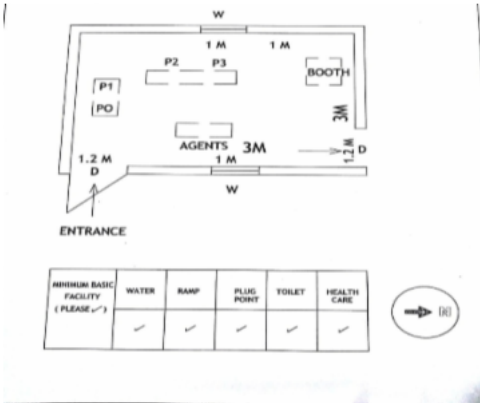 W
1 M 1 M
P2 P3
BOOTH
P1
PO
3M
AGENTS 3M
1.2 M D
1.2 M
D
1 M
W
ENTRANCE
MINIMUM BASIC
FACILITY
( PLEASE ✓ )
WATER
RAMP
PLUG
POINT
TOILET
HEALTH
CARE
✓ ✓ ✓ ✓ ✓